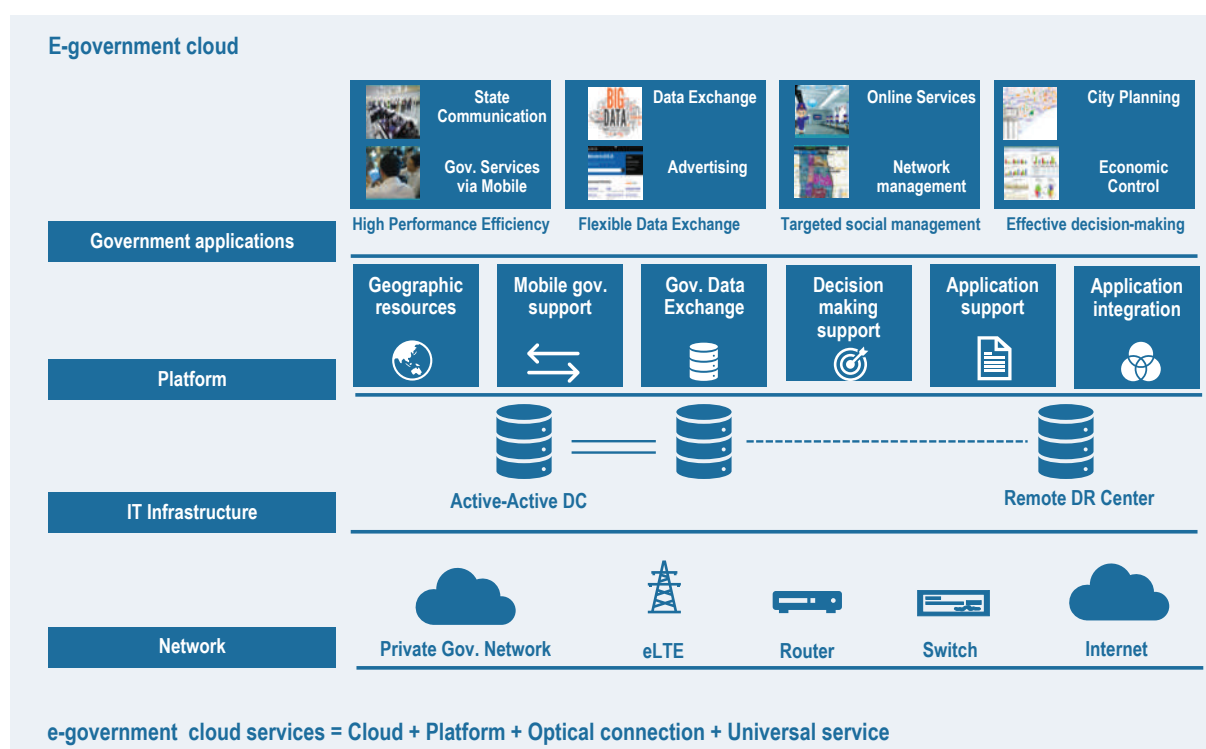 E-government cloud
State
Communication
Gov. Services
via Mobile
High Performance Efficiency
BIG
DATA
Data Exchange
Advertising
Flexible Data Exchange
Online Services
Network
management
Targeted social management
City Planning
Economic
Control
Effective decision-making
Government applications
Geographic
resources
Mobile gov.
support
Gov. Data
Exchange
Decision
making
support
Application
support
Application
integration
Platform
Active-Active DC
Remote DR Center
IT Infrastructure
Private Gov. Network
eLTE
Router
Switch
Internet
Network
e-government cloud services = Cloud + Platform + Optical connection + Universal service